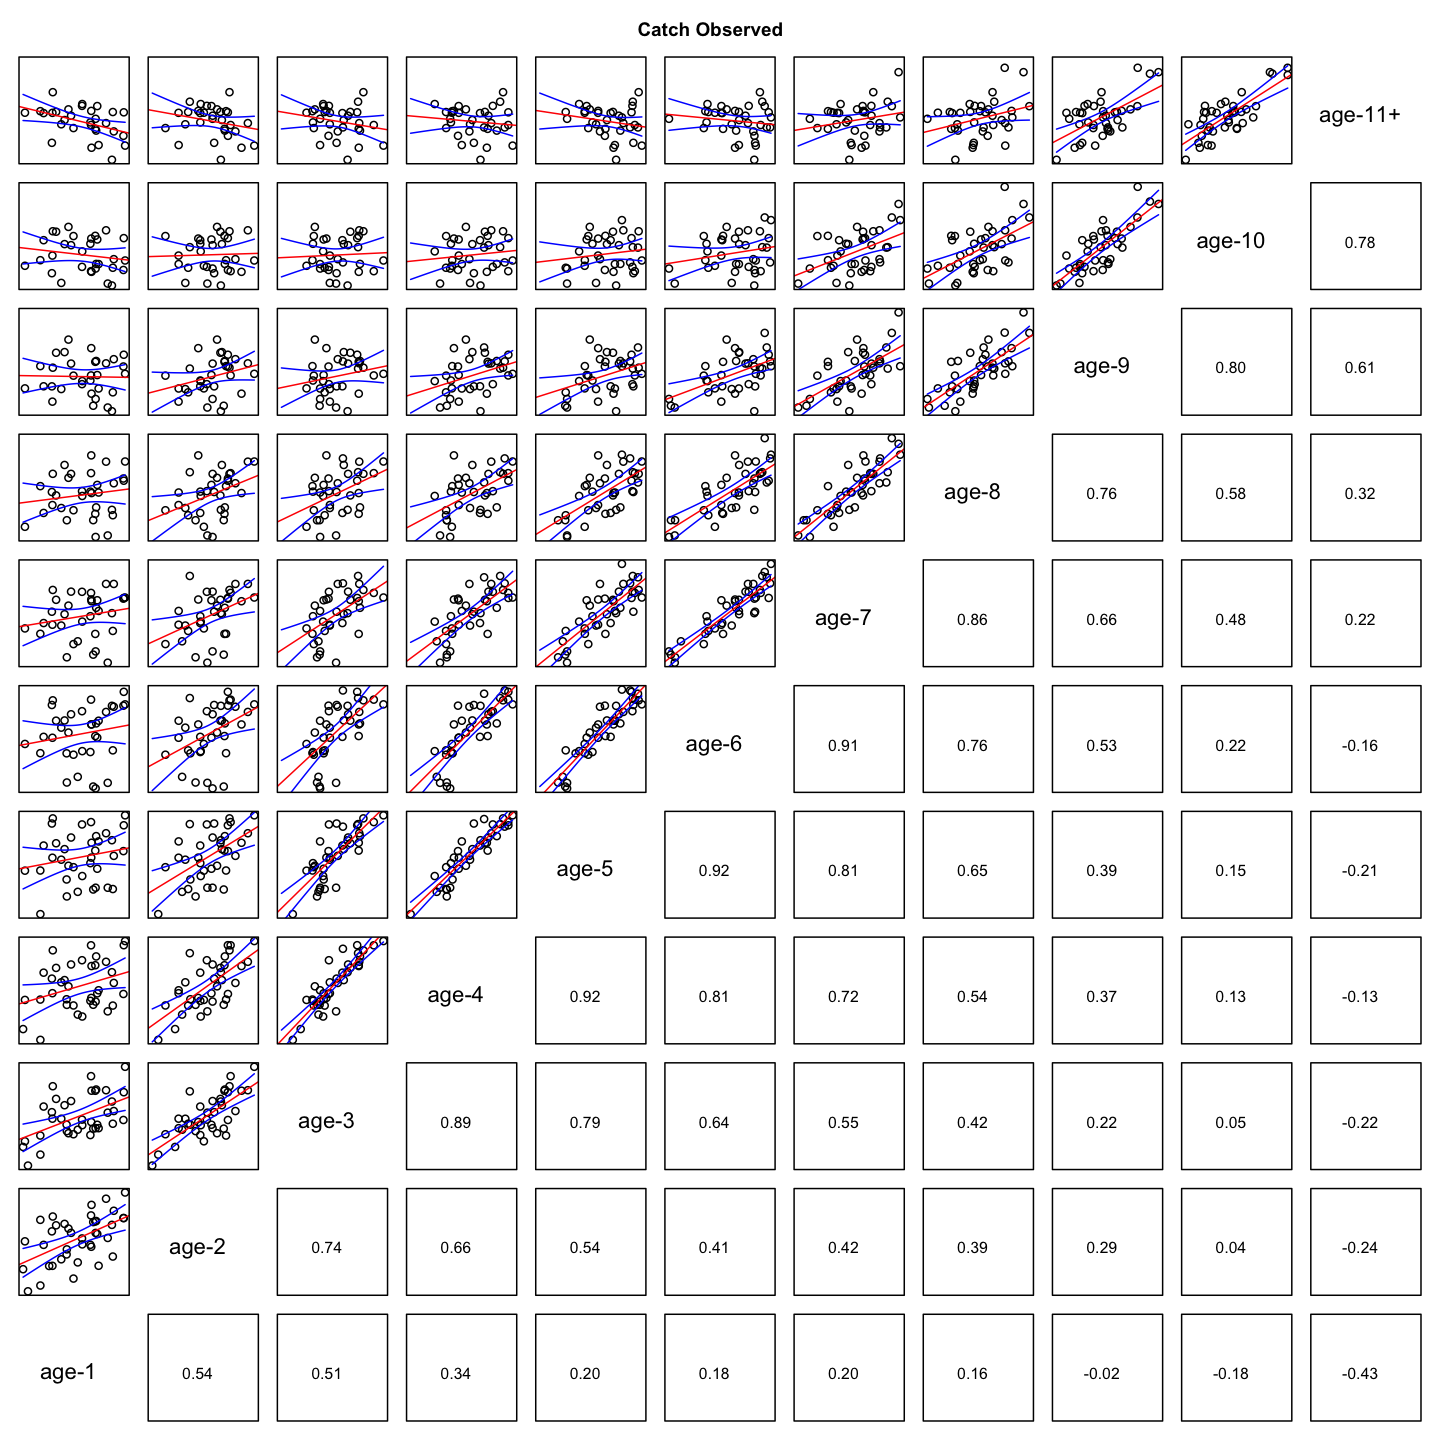 Catch Observed
age-11+
age-10 0.78
age-9 0.80 0.61
age-8 0.76 0.58 0.32
age-7 0.86 0.66 0.48 0.22
age-6 0.91 0.76 0.53 0.22 -0.16
age-5 0.92 0.81 0.65 0.39 0.15 -0.21
age-4 0.92 0.81 0.72 0.54 0.37 0.13 -0.13
age-3 0.89 0.79 0.64 0.55 0.42 0.22 0.05 -0.22
age-2 0.74 0.66 0.54 0.41 0.42 0.39 0.29 0.04 -0.24
age-1 0.54 0.51 0.34 0.20 0.18 0.20 0.16 -0.02 -0.18 -0.43